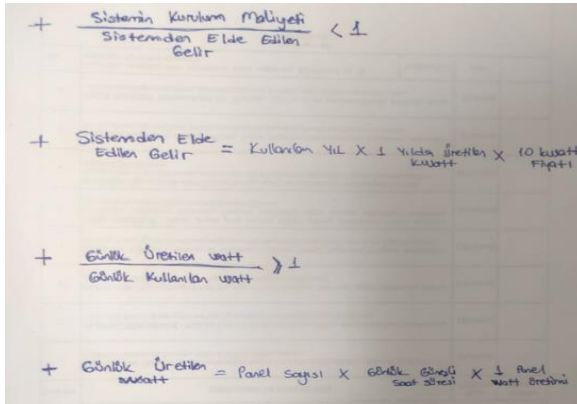 + Sistemin Kurulum Maliyeti
Sistemden Elde Edilen
Gelir
< 1
+ Sistemden Elde
Edilen Gelir = Kullanılan Yıl X 1 Yılda Üretilen
Kwatt
X 10 kwatt
Fiyatı
+ Günlük Üretilen watt
Günlük Kullanılan watt
≥ 1
+ Günlük Üretilen
watt
= Panel Sayısı X Günlük Güneşli
Saat Süresi
X 1 Panel
Watt Üretimi